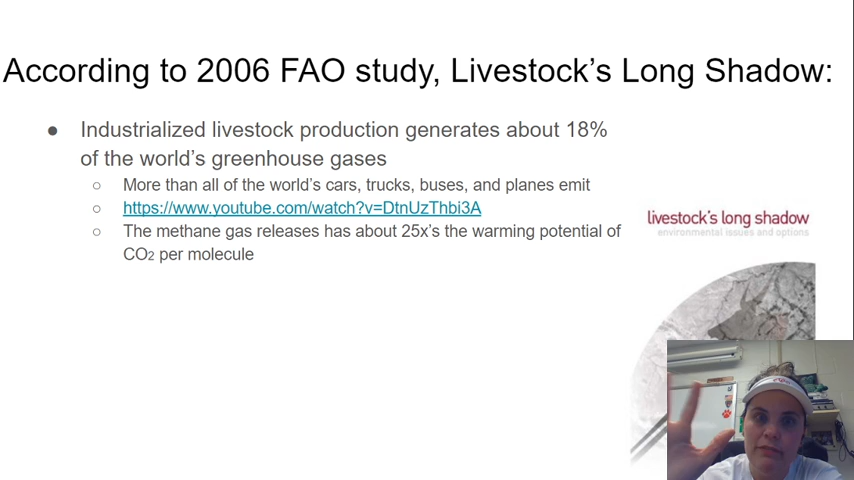 According to 2006 FAO study, Livestock’s Long Shadow:
● Industrialized livestock production generates about 18%
of the world’s greenhouse gases
○ More than all of the world’s cars, trucks, buses, and planes emit
○ https://www.youtube.com/watch?v=DtnUzThbi3A
○ The methane gas releases has about 25x’s the warming potential of
CO2 per molecule
livestock’s long shadow
environmental issues and options